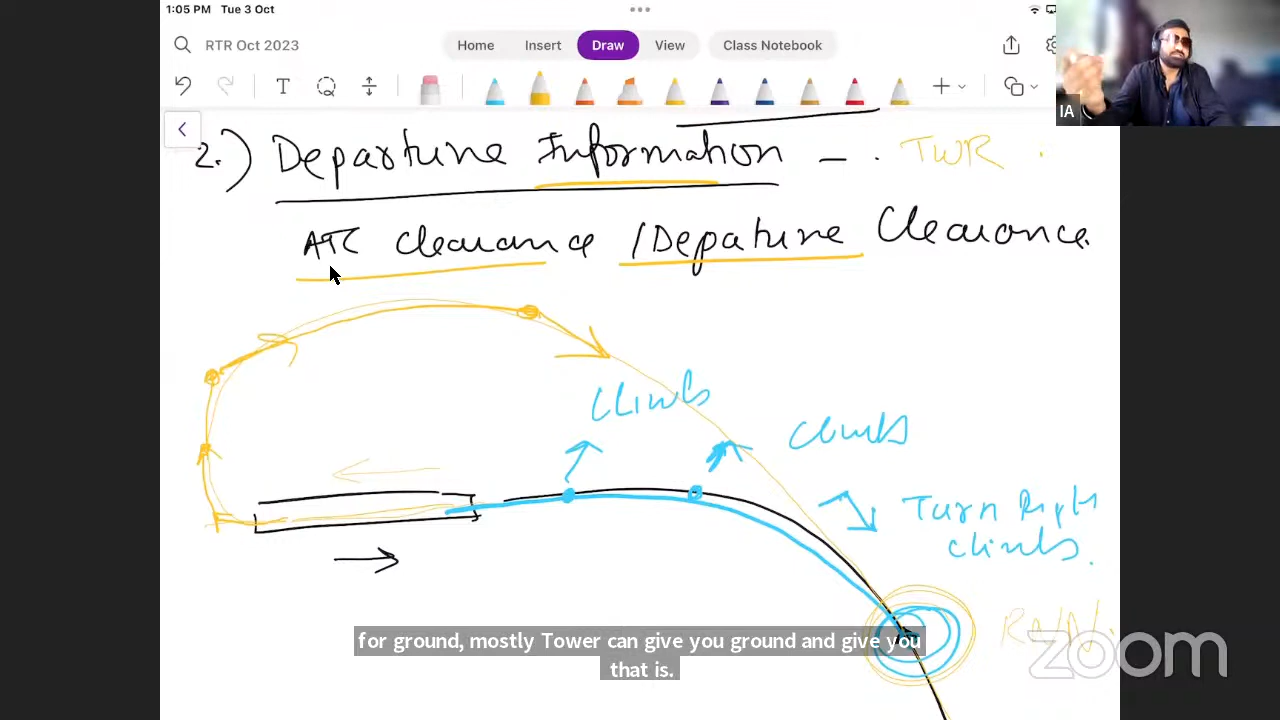 1:05 PM Tue 3 Oct
RTR Oct 2023
Home Insert Draw View Class Notebook
T
IA
2.) Departure Information - . TWR .
ATC Clearance / Depature Clearance.
Climb
Climb
Turn Right
climb.
for ground, mostly Tower can give you ground and give you
that is.
zoom